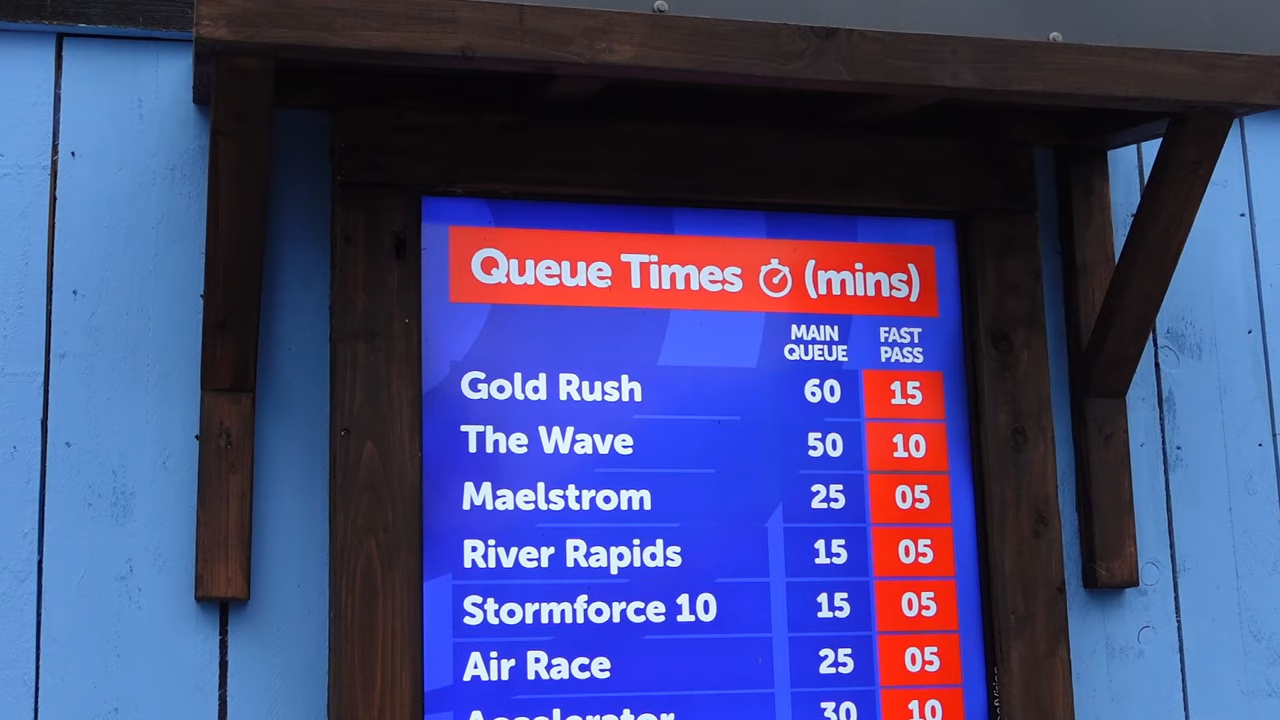 Queue Times (mins)
MAIN QUEUE FAST PASS
Gold Rush 60 15
The Wave 50 10
Maelstrom 25 05
River Rapids 15 05
Stormforce 10 15 05
Air Race 25 05
Accelerator 30 10